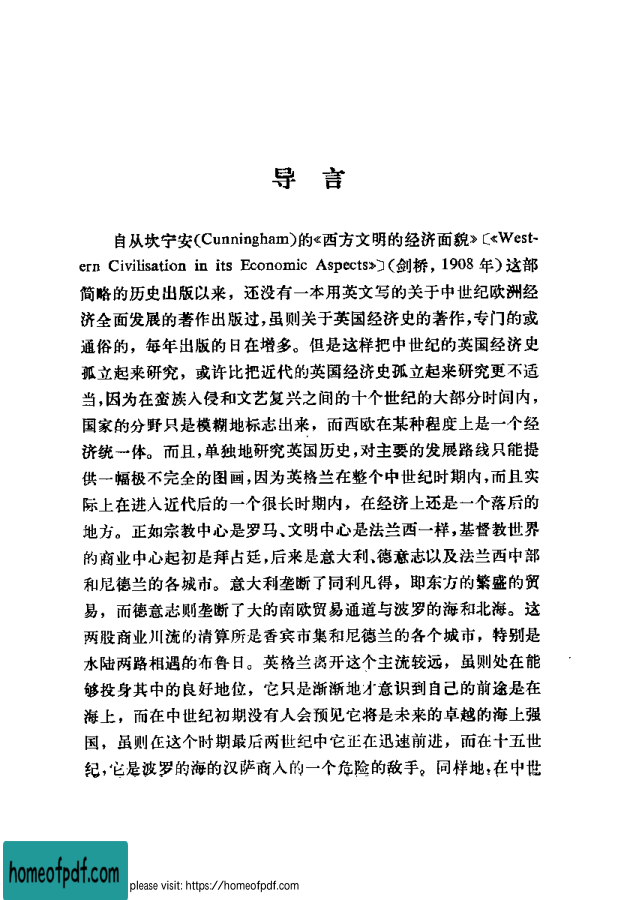 导 言
自从坎宁安(Cunningham)的《西方文明的经济面貌》〔《West-
ern Civilisation in its Economic Aspects》〕(剑桥，1908 年)这部
简略的历史出版以来，还没有一本用英文写的关于中世纪欧洲经
济全面发展的著作出版过，虽则关于英国经济史的著作，专门的或
通俗的，每年出版的日在增多。但是这样把中世纪的英国经济史
孤立起来研究，或许比把近代的英国经济史孤立起来研究更不适
当，因为在蛮族入侵和文艺复兴之间的十个世纪的大部分时间内，
国家的分野只是模糊地标志出来，而西欧在某种程度上是一个经
济统一体。而且，单独地研究英国历史，对主要的发展路线只能提
供一幅极不完全的图画，因为英格兰在整个中世纪时期内，而且实
际上在进入近代后的一个很长时期内，在经济上还是一个落后的
地方。正如宗教中心是罗马、文明中心是法兰西一样，基督教世界
的商业中心起初是拜占廷，后来是意大利、德意志以及法兰西中部
和尼德兰的各城市。意大利垄断了同利凡得，即东方的繁盛的贸
易，而德意志则垄断了大的南欧贸易通道与波罗的海和北海。这
两股商业川流的清算所是香宾市集和尼德兰的各个城市，特别是
水陆两路相遇的布鲁日。英格兰离开这个主流较远，虽则处在能
够投身其中的良好地位，它只是渐渐地才意识到自己的前途是在
海上，而在中世纪初期没有人会预见它将是未来的卓越的海上强
国，虽则在这个时期最后两世纪中它正在迅速前进，而在十五世
纪，它是波罗的海的汉萨商人的一个危险的敌手。同样地，在中世
homeofpdf.com
please visit: https://homeofpdf.com